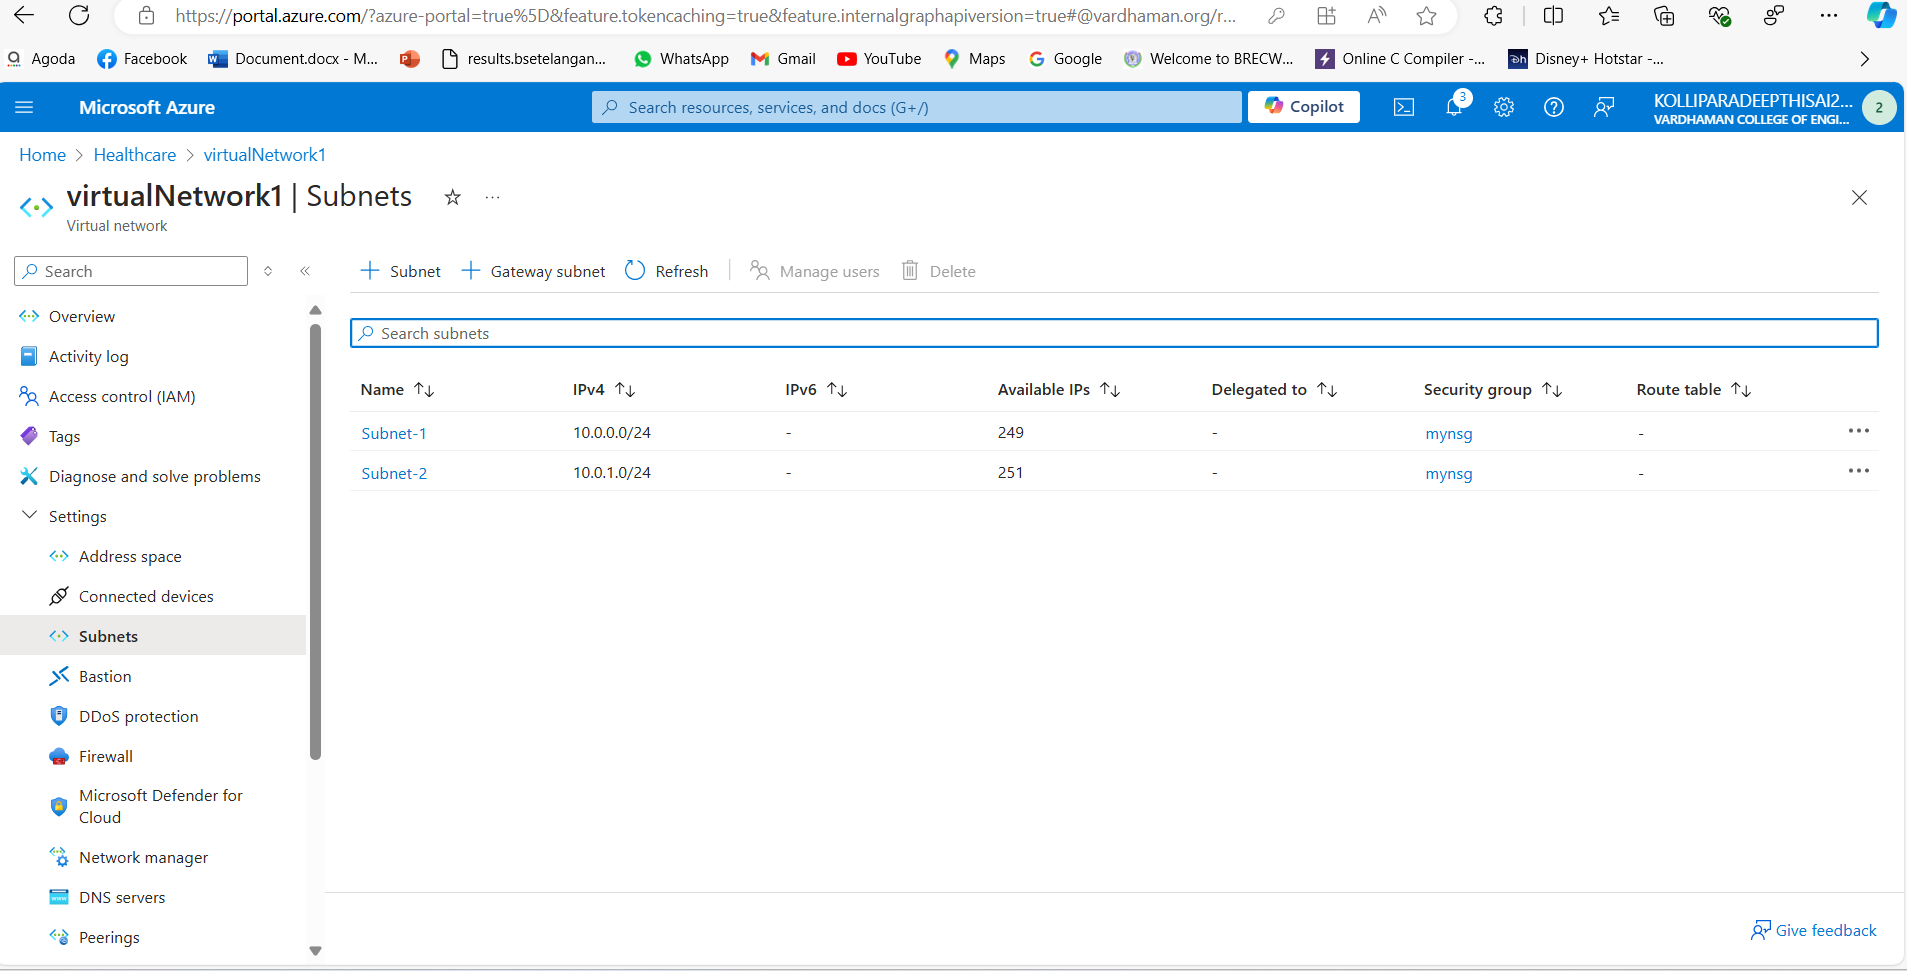 https://portal.azure.com/?azure-portal=true%5D&feature.tokencaching=true&feature.internalgraphapiversion=true#@vardhaman.org/r...
Agoda Facebook Document.docx - M... results.bsetelangan... WhatsApp Gmail YouTube Maps Google Welcome to BRECW... Online C Compiler -... Disney+ Hotstar -...
Microsoft Azure
Search resources, services, and docs (G+/)
Copilot
3
KOLLIPARADEEPTHISAI2...
VARDHAMAN COLLEGE OF ENGI...
2
Home > Healthcare > virtualNetwork1
virtualNetwork1 | Subnets
Virtual network
Search
Overview
Activity log
Access control (IAM)
Tags
Diagnose and solve problems
Settings
Address space
Connected devices
Subnets
Bastion
DDoS protection
Firewall
Microsoft Defender for
Cloud
Network manager
DNS servers
Peerings
+ Subnet + Gateway subnet Refresh Manage users Delete
Search subnets
Name IPv4 IPv6 Available IPs Delegated to Security group Route table
Subnet-1 10.0.0.0/24 - 249 - mynsg -
Subnet-2 10.0.1.0/24 - 251 - mynsg -
Give feedback